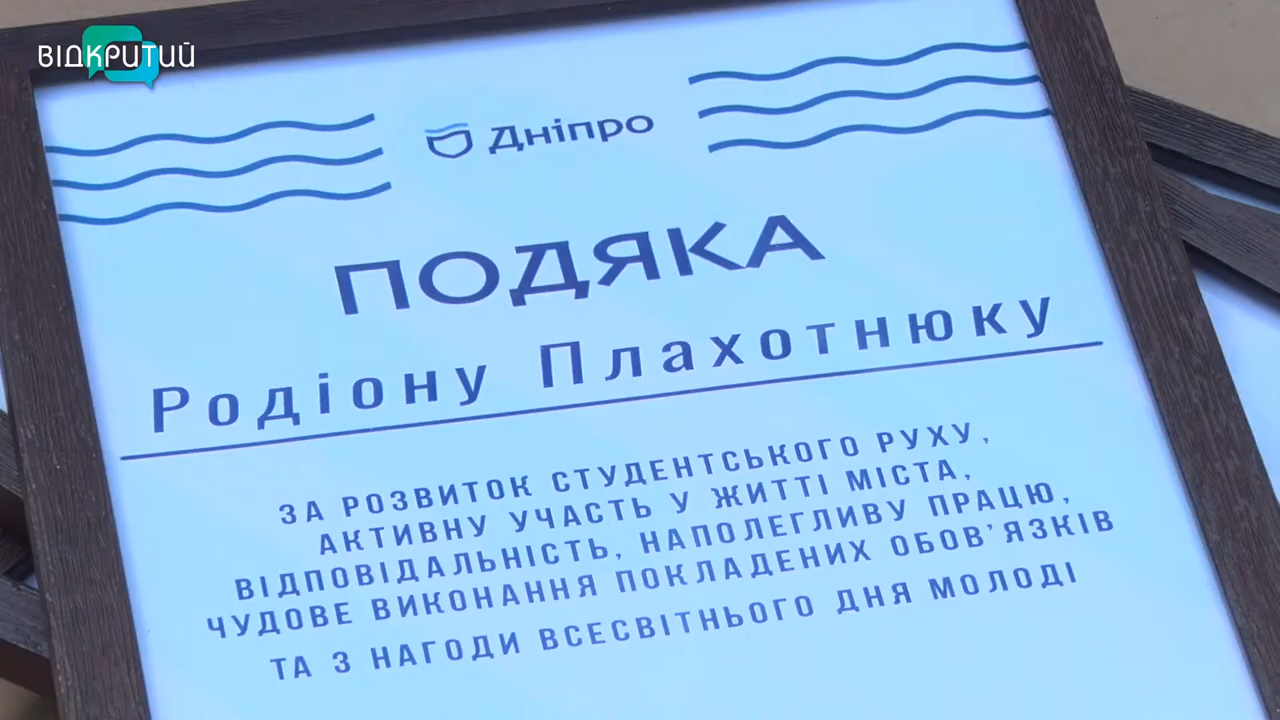 ВІДКРИТИЙ
Дніпро
ПОДЯКА
Родіону Плахотнюку
ЗА РОЗВИТОК СТУДЕНТСЬКОГО РУХУ,
АКТИВНУ УЧАСТЬ У ЖИТТІ МІСТА,
ВІДПОВІДАЛЬНІСТЬ, НАПОЛЕГЛИВУ ПРАЦЮ,
ЧУДОВЕ ВИКОНАННЯ ПОКЛАДЕНИХ ОБОВ'ЯЗКІВ
ТА З НАГОДИ ВСЕСВІТНЬОГО ДНЯ МОЛОДІ